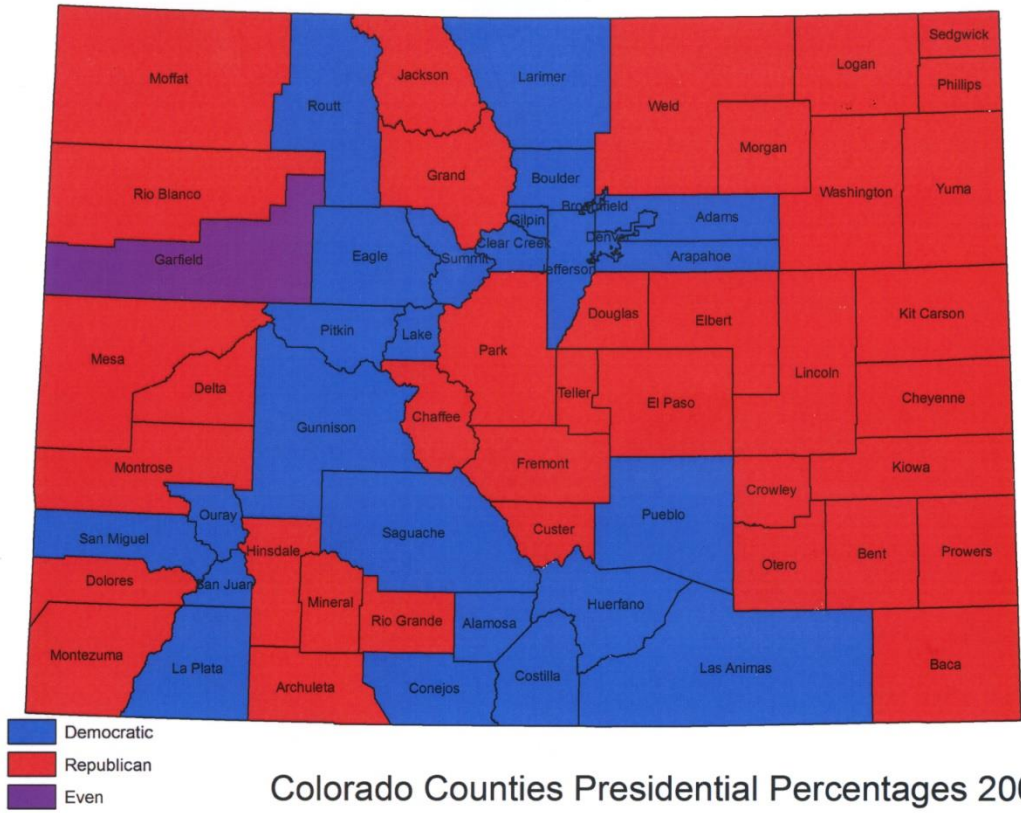 Sedgwick
Logan
Moffat
Jackson
Larimer
Phillips
Routt
Weld
Morgan
Grand
Boulder
Rio Blanco
Washington
Yuma
Broomfield
Gilpin
Adams
Denver
Clear Creek
Eagle
Summit
Garfield
Arapahoe
Jefferson
Douglas
Elbert
Kit Carson
Pitkin
Lake
Park
Mesa
Lincoln
Delta
Teller
El Paso
Cheyenne
Chaffee
Gunnison
Fremont
Montrose
Kiowa
Crowley
Ouray
Pueblo
Saguache
Custer
San Miguel
Hinsdale
Bent
Prowers
Otero
Dolores
San Juan
Mineral
Huerfano
Rio Grande
Alamosa
Montezuma
La Plata
Costilla
Las Animas
Baca
Archuleta
Conejos
Democratic
Republican
Even
Colorado Counties Presidential Percentages 200